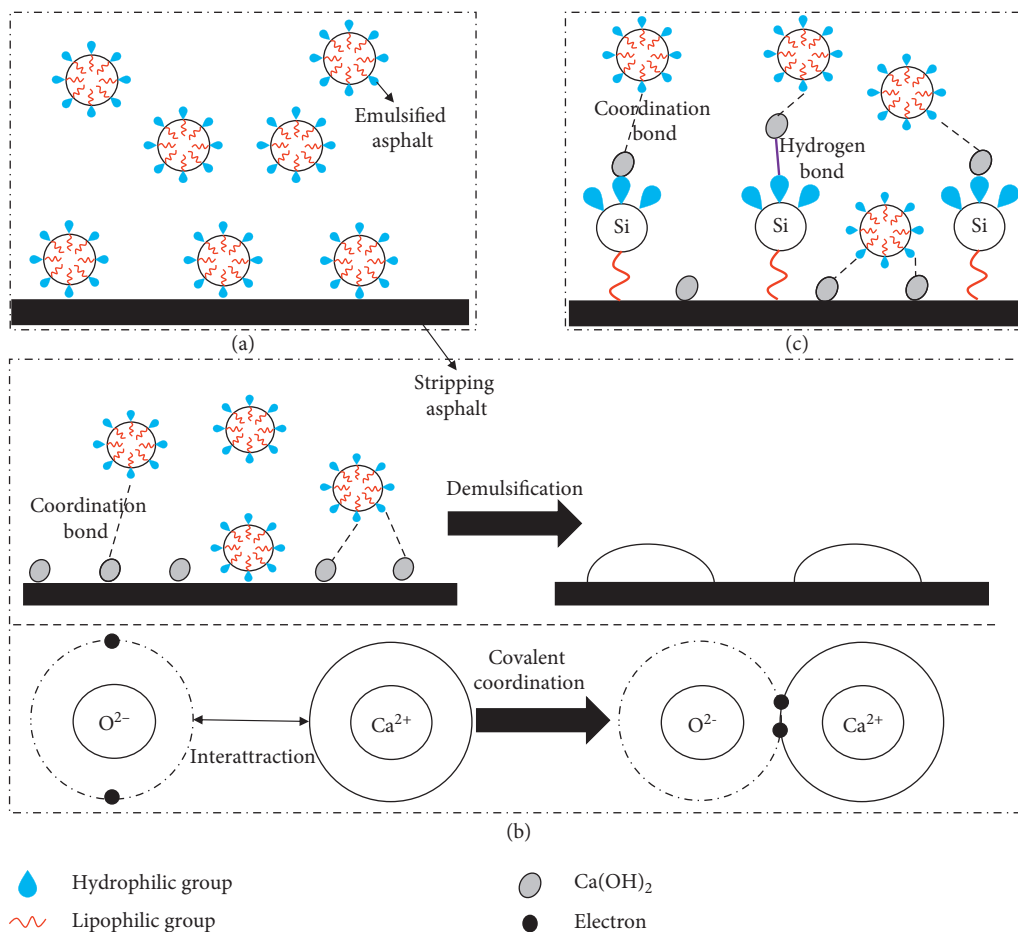 Emulsified
asphalt
(a)
Coordination
bond
Hydrogen
bond
Si
Si
Si
(c)
Stripping
asphalt
Coordination
bond
Demulsification
O²⁻
Interattraction
Ca²⁺
Covalent
coordination
O²⁻
Ca²⁺
(b)
Hydrophilic group
Lipophilic group
Ca(OH)₂
Electron